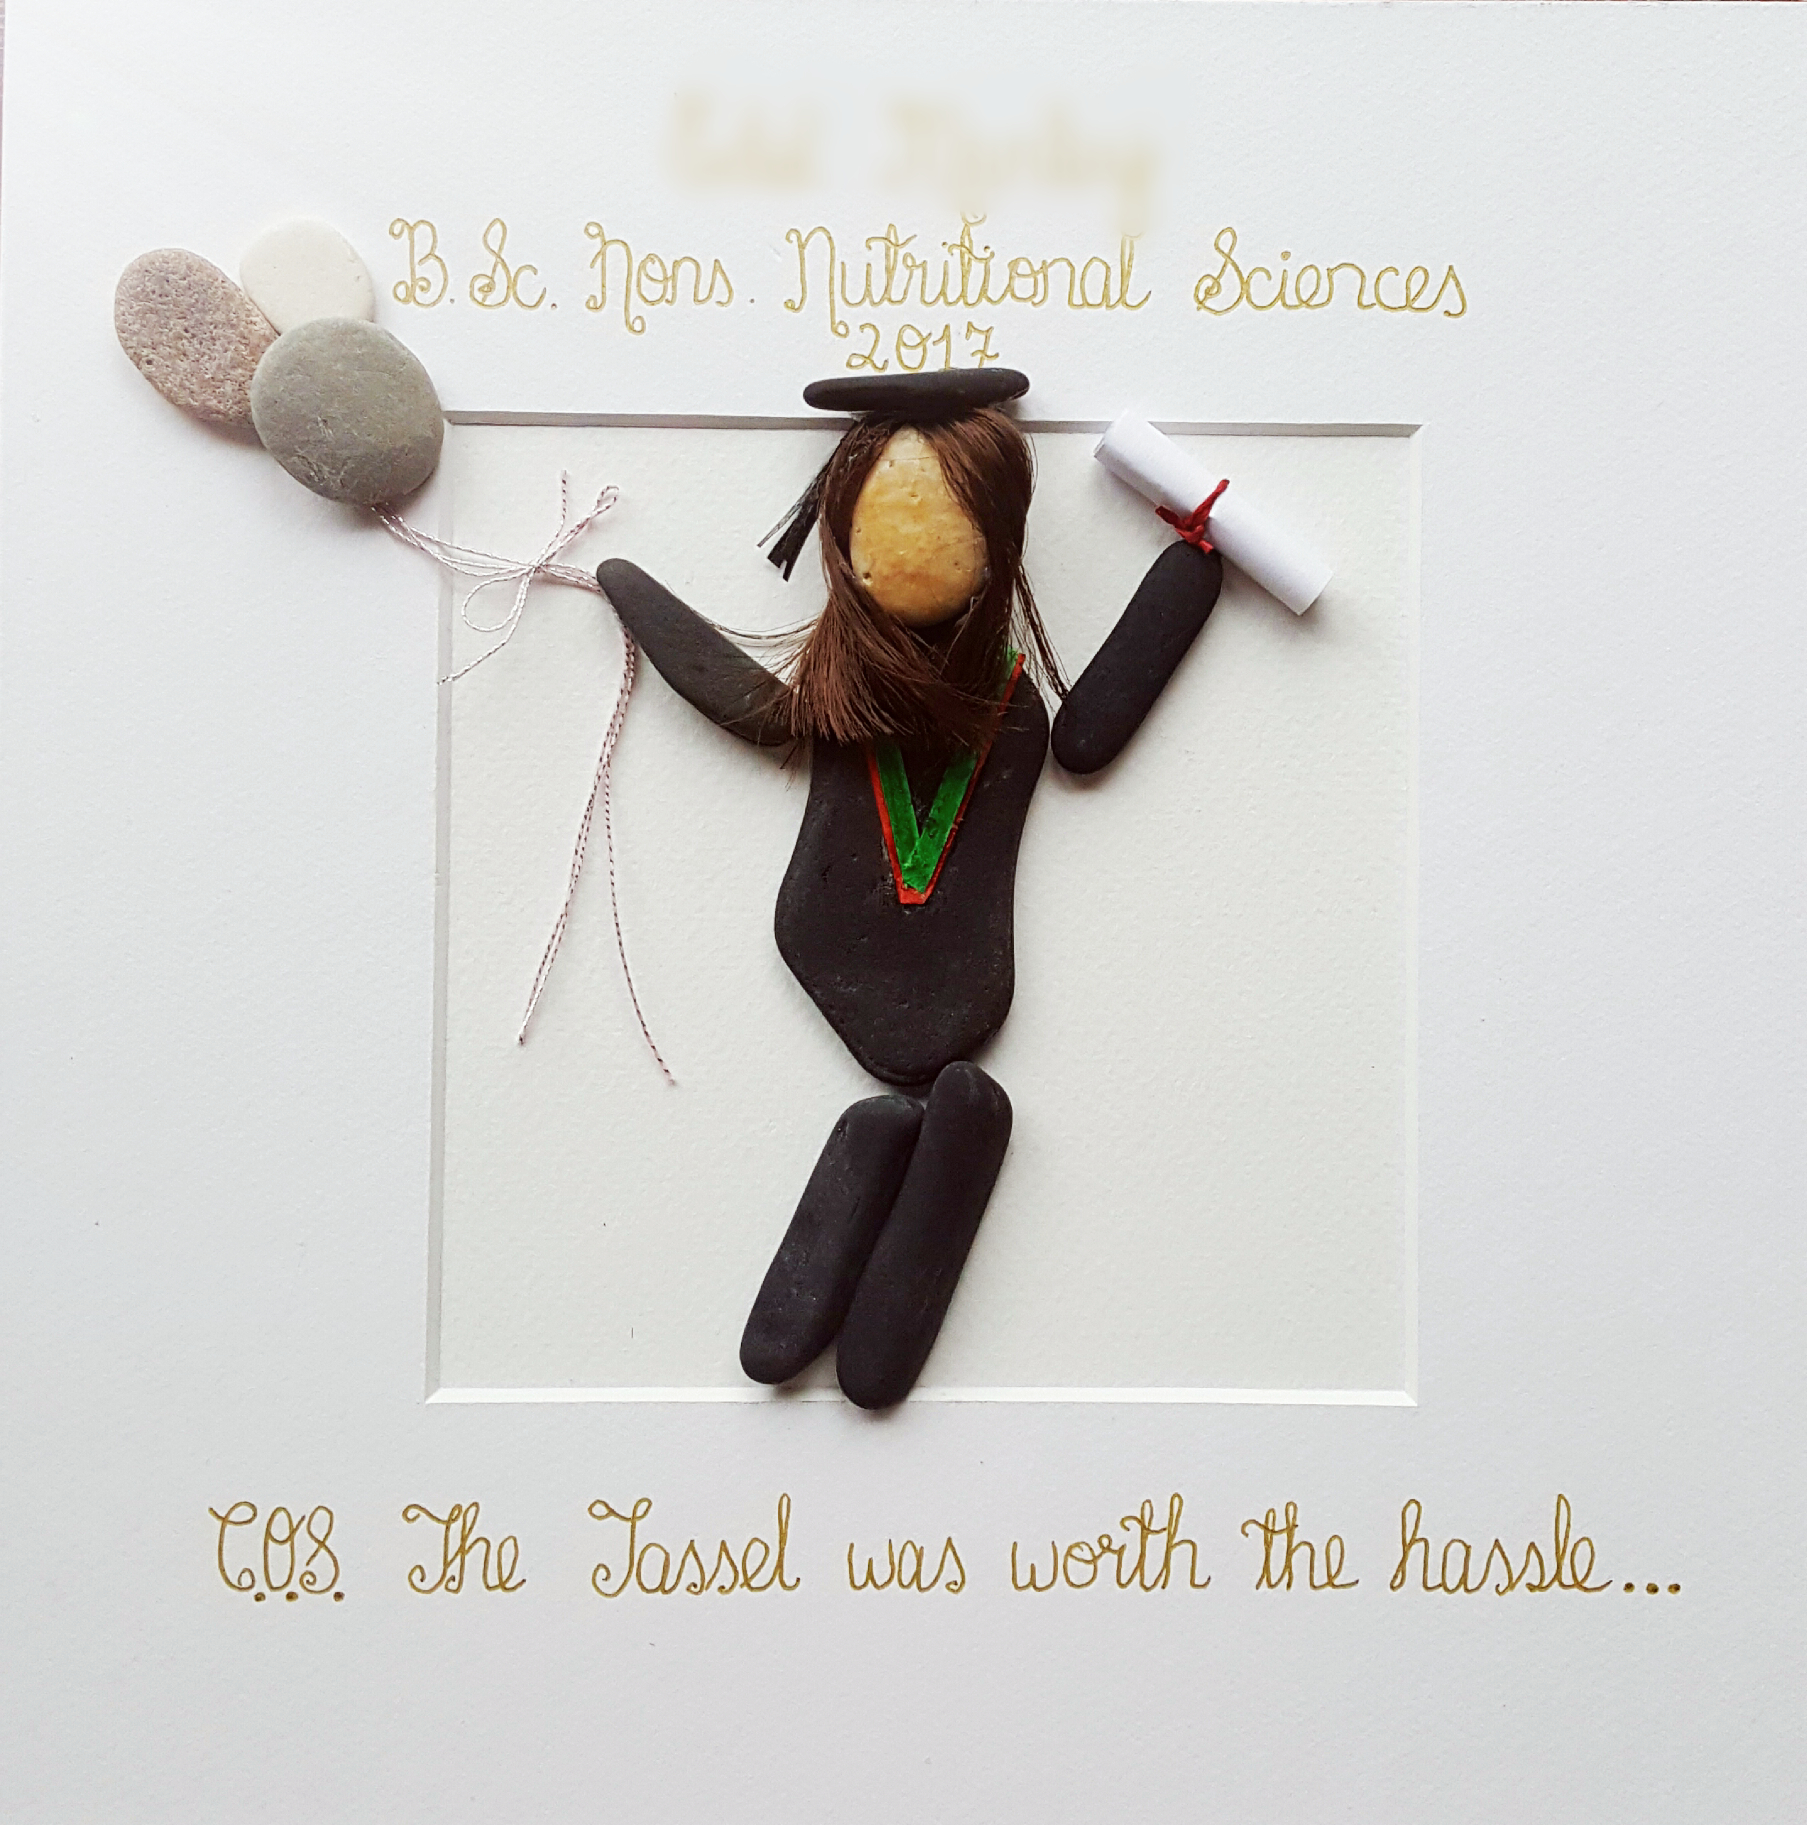 B.Sc. Hons. Nutritional Sciences
2017
C.O.S. The Tassel was worth the hassle...